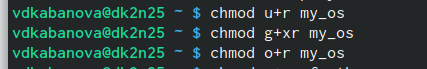 vdkabanova@dk2n25 ~ $ chmod u+r my_os
vdkabanova@dk2n25 ~ $ chmod g+xr my_os
vdkabanova@dk2n25 ~ $ chmod o+r my_os